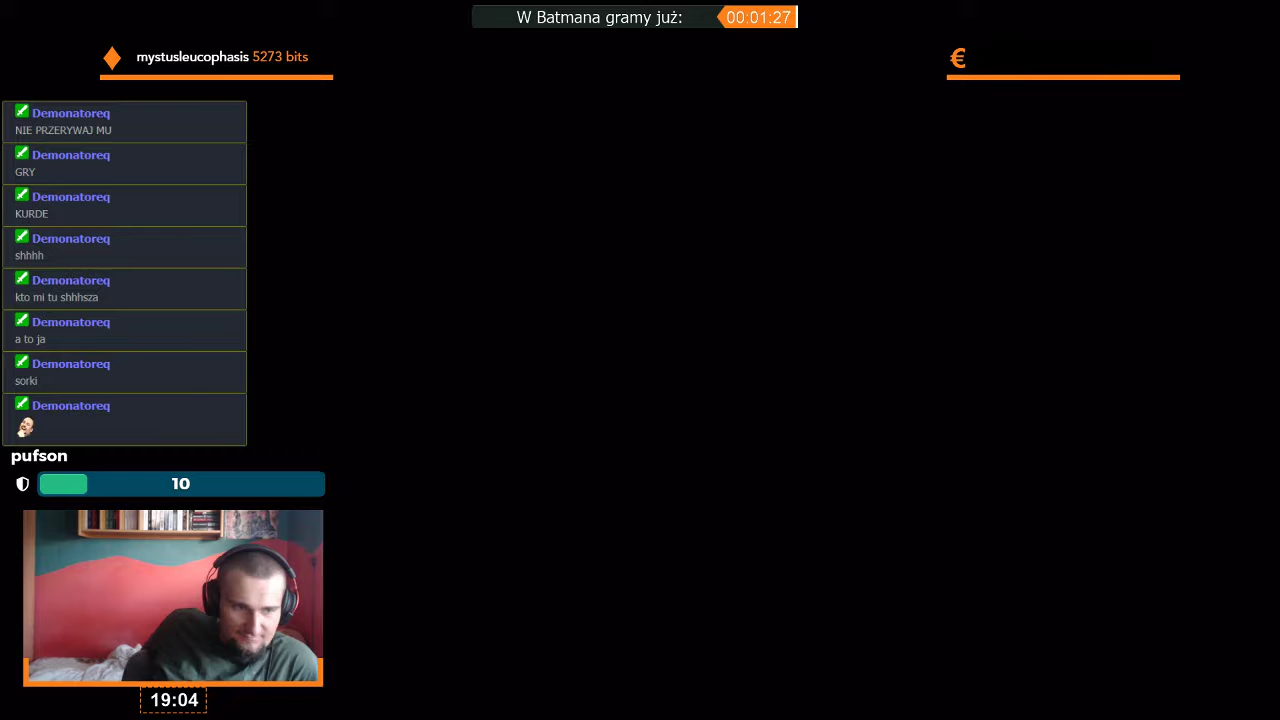 W Batmana gramy już: 00:01:27
mystusleucophasis 5273 bits
€
Demonatoreq
NIE PRZERYWAJ MU
Demonatoreq
GRY
Demonatoreq
KURDE
Demonatoreq
shhhh
Demonatoreq
kto mi tu shhhsza
Demonatoreq
a to ja
Demonatoreq
sorki
Demonatoreq
pufson
10
19:04